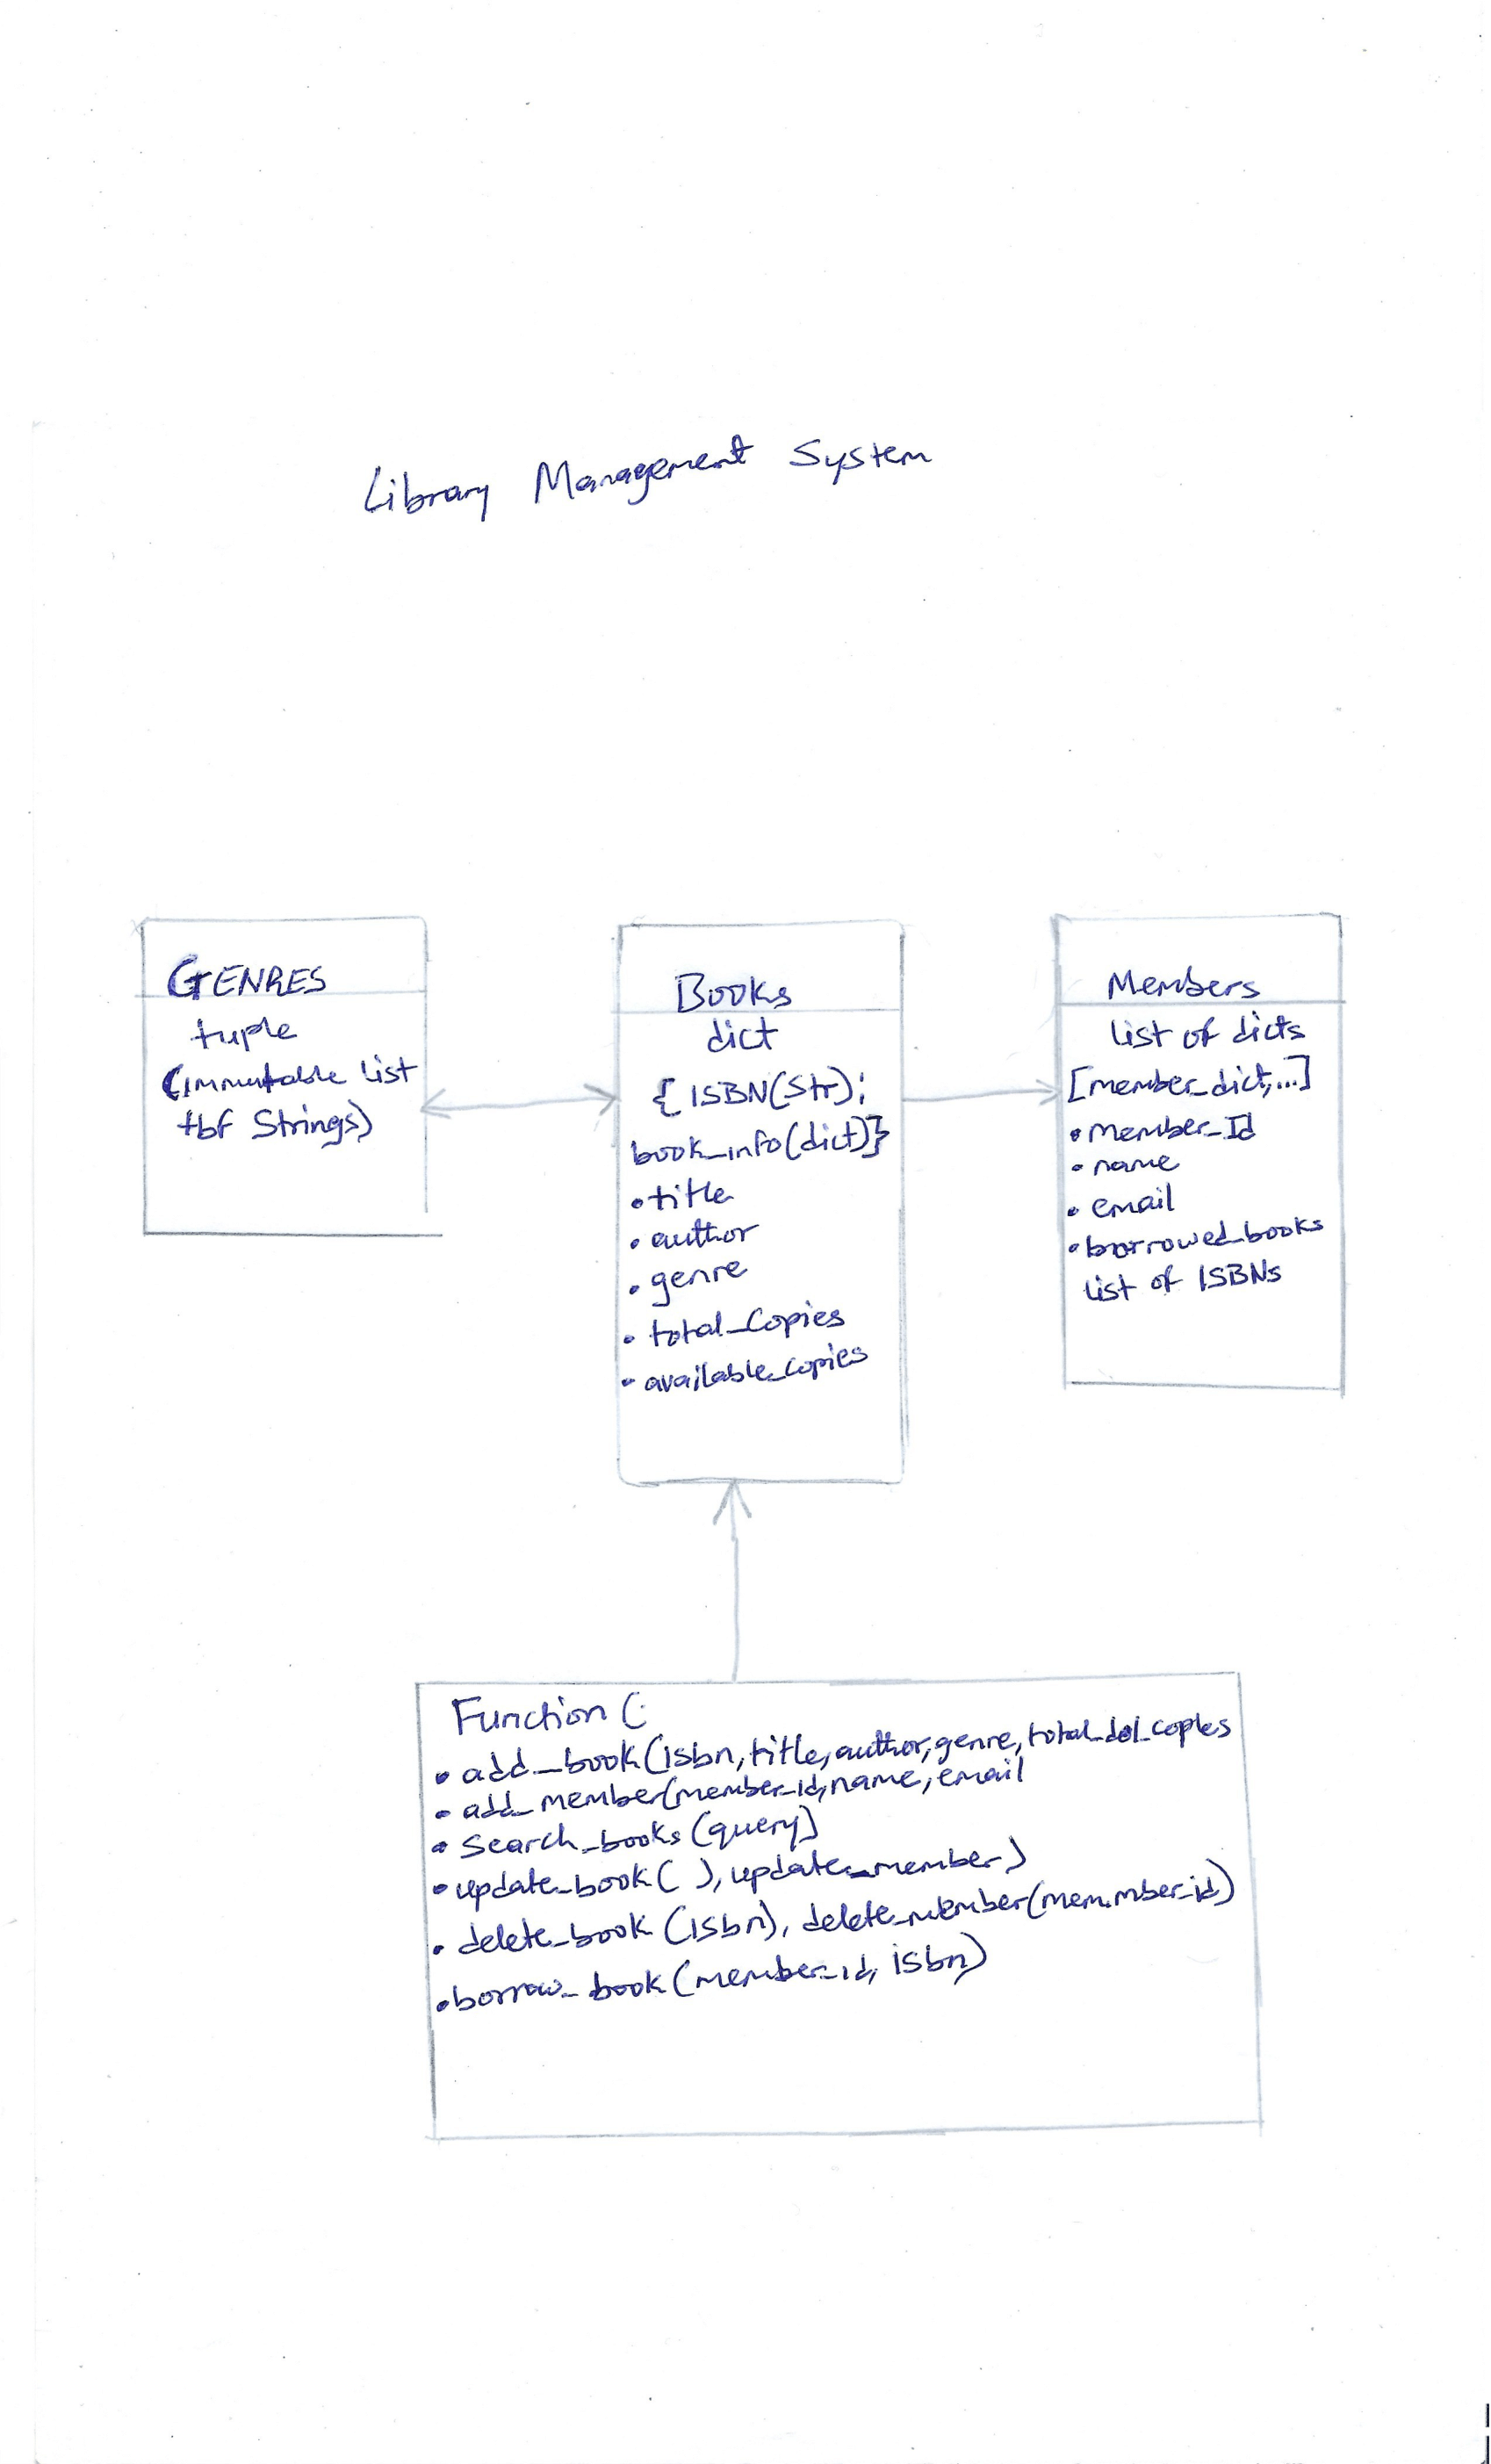 Library Management System
GENRES
tuple
(immutable list
tbf Strings)
Books
dict
{ISBN(Str):
book_info(dict)}
• title
• author
• genre
• total_Copies
• available_copies
Members
list of dicts
[member_dict,...]
• member_Id
• name
• email
• borrowed_books
list of ISBNs
Function (:
• add_book(isbn,title,author,genre,total_dol_copies
• add_member(member_id,name,email
• Search_books(query)
• update_book( ), update_member)
• delete_book(isbn), delete_member(mem.mber_id)
• borrow_book(member_id, isbn)